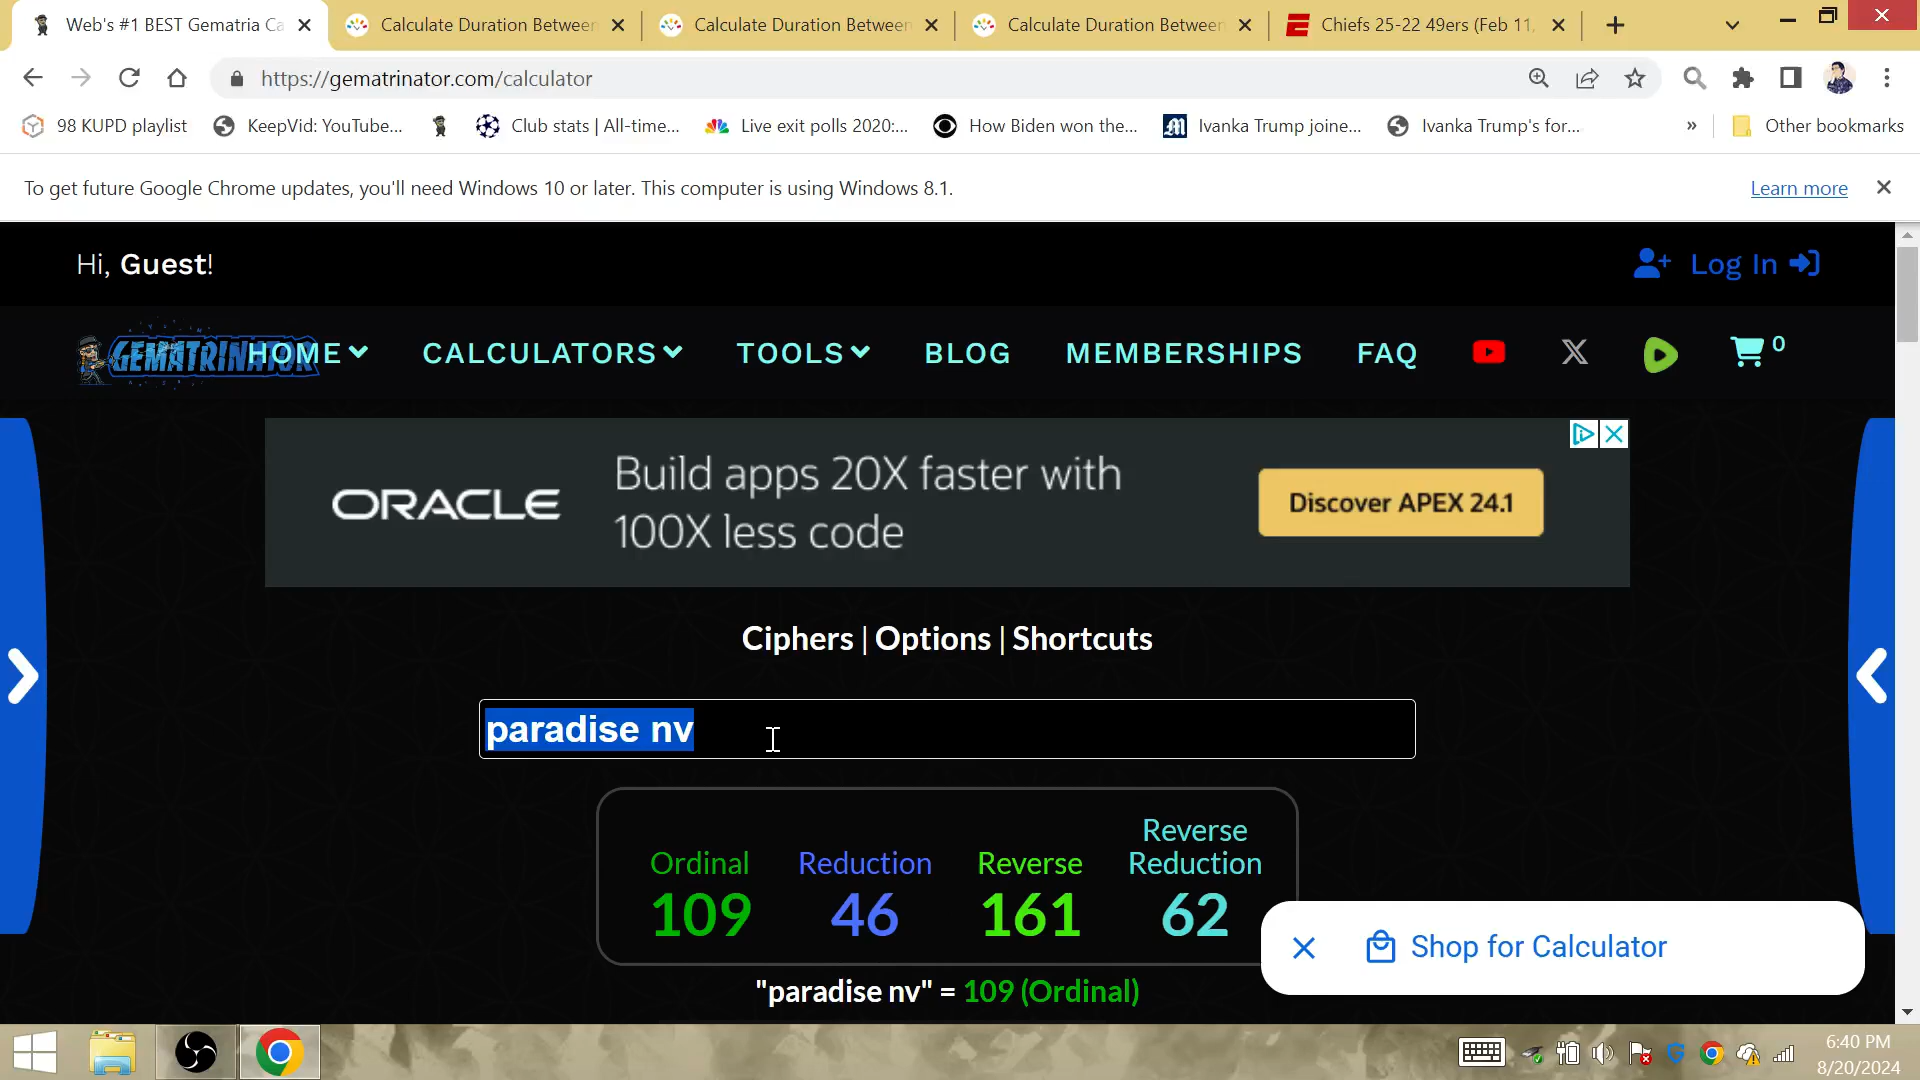 Web's #1 BEST Gematria Ca
Calculate Duration Between
Calculate Duration Between
Calculate Duration Between
Chiefs 25-22 49ers (Feb 11,
https://gematrinator.com/calculator
98 KUPD playlist
KeepVid: YouTube...
Club stats | All-time...
Live exit polls 2020:...
How Biden won the...
Ivanka Trump joine...
Ivanka Trump's for...
»
Other bookmarks
To get future Google Chrome updates, you'll need Windows 10 or later. This computer is using Windows 8.1.
Learn more
Hi, Guest!
Log In
GEMATRINATOR
HOME
CALCULATORS
TOOLS
BLOG
MEMBERSHIPS
FAQ
0
ORACLE
Build apps 20X faster with
100X less code
Discover APEX 24.1
Ciphers | Options | Shortcuts
paradise nv
Ordinal
109
Reduction
46
Reverse
161
Reverse
Reduction
62
"paradise nv" = 109 (Ordinal)
Shop for Calculator
6:40 PM
8/20/2024